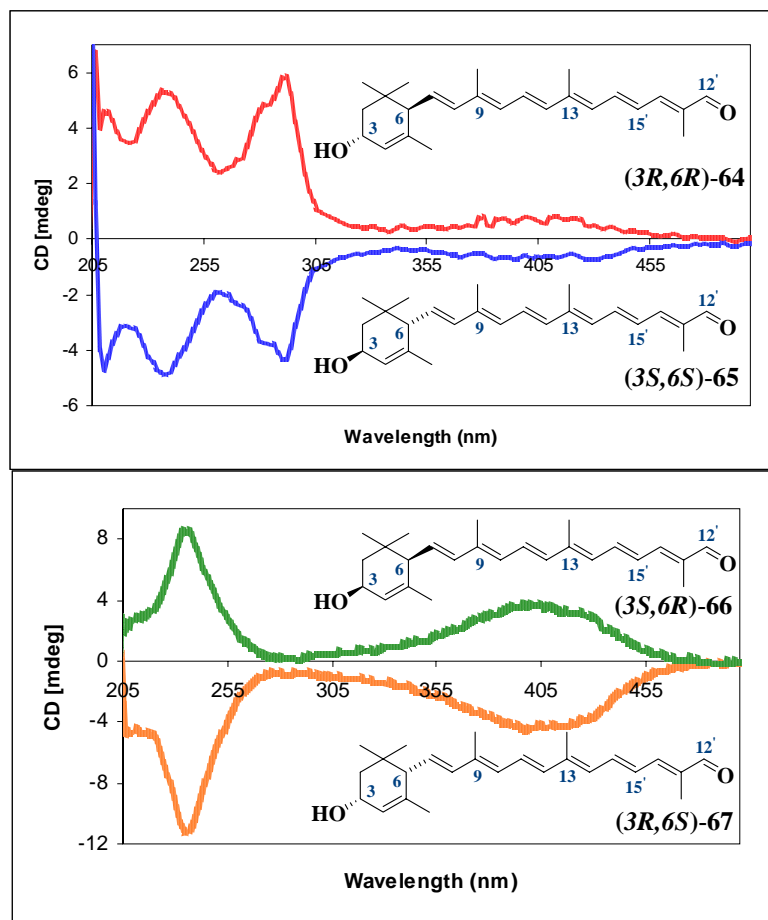 6
4
2
0
-2
-4
-6
CD [mdeg]
205 255 305 355 405 455
Wavelength (nm)
HO 3 6 9 13 15' 12' O
(3R,6R)-64
HO 3 6 9 13 15' 12' O
(3S,6S)-65
8
4
0
-4
-8
-12
CD [mdeg]
205 255 305 355 405 455
Wavelength (nm)
HO 3 6 9 13 15' 12' O
(3S,6R)-66
HO 3 6 9 13 15' 12' O
(3R,6S)-67